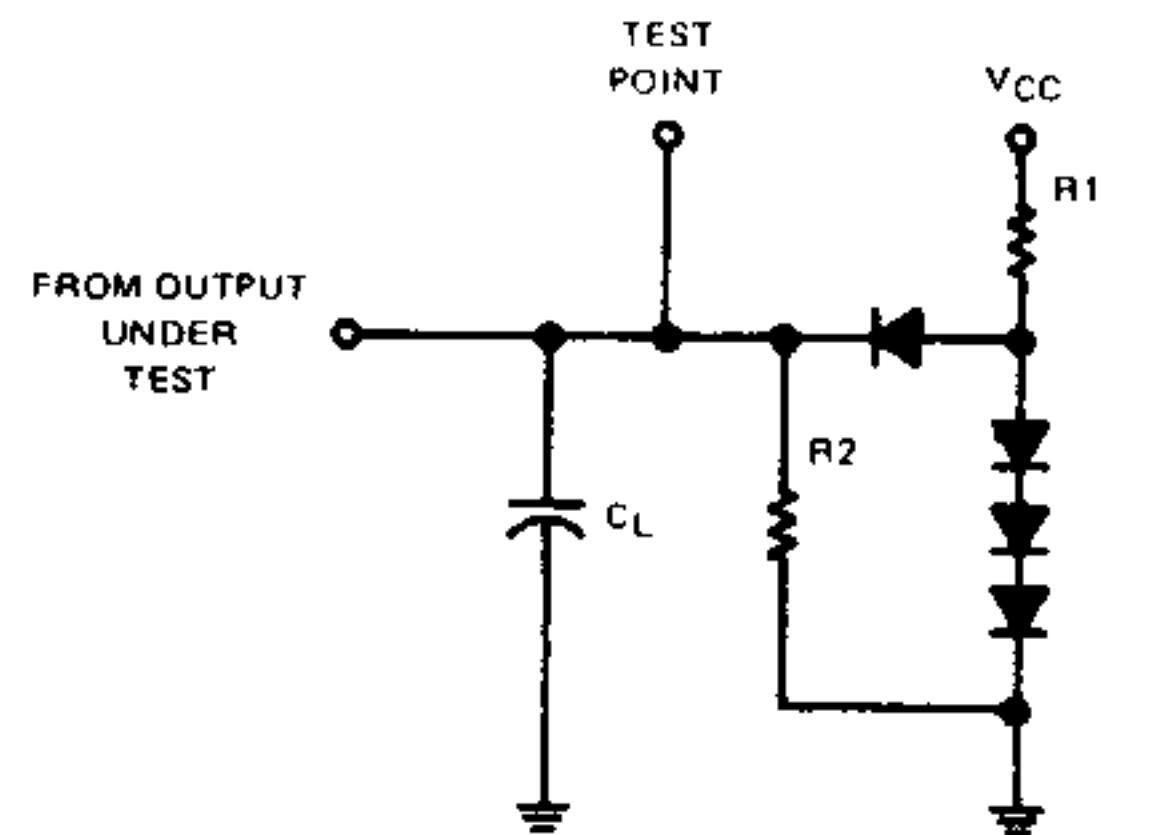 TEST
POINT
VCC
R1
FROM OUTPUT
UNDER
TEST
R2
CL